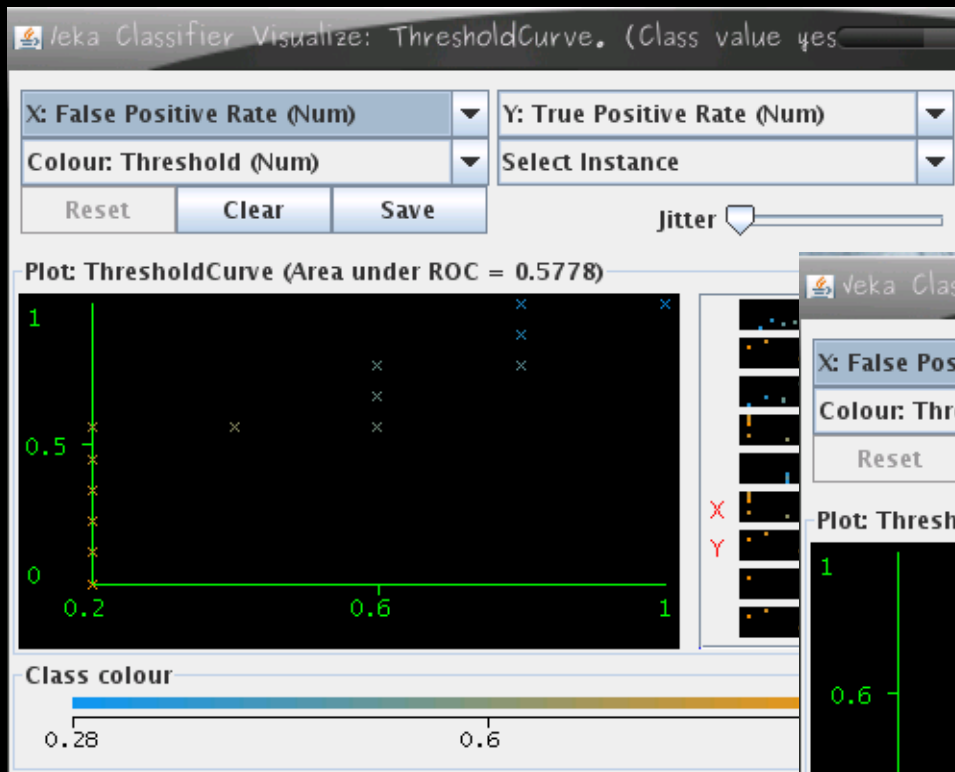 Weka Classifier Visualize: ThresholdCurve. (Class value yes
X: False Positive Rate (Num)
Y: True Positive Rate (Num)
Colour: Threshold (Num)
Select Instance
Reset
Clear
Save
Jitter
Plot: ThresholdCurve (Area under ROC = 0.5778)
1
0.5
0
0.2
0.6
1
X
Y
Class colour
0.28
0.6
Weka Clas
X: False Pos
Colour: Thr
Reset
Plot: Thresh
1
0.6